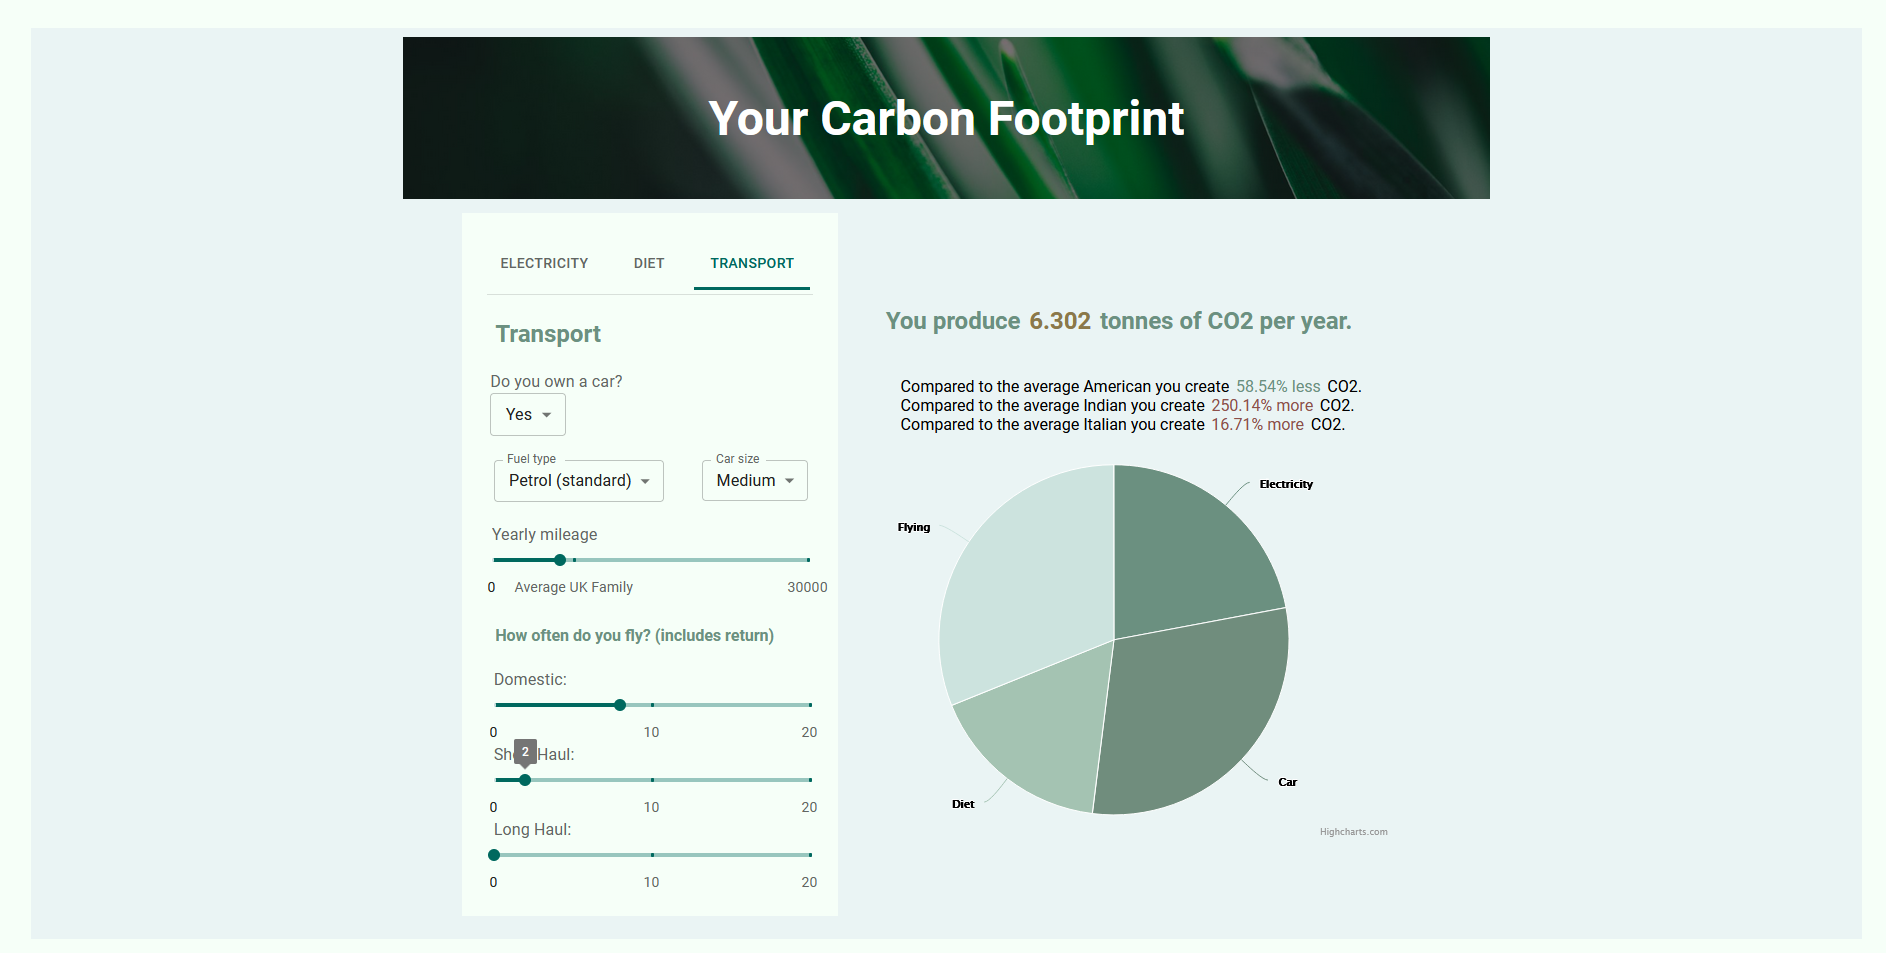 Your Carbon Footprint
ELECTRICITY DIET TRANSPORT
Transport
Do you own a car?
Yes
Fuel type Car size
Petrol (standard) Medium
Yearly mileage
0 Average UK Family 30000
How often do you fly? (includes return)
Domestic:
0 10 20
2
Haul:
0 10 20
Long Haul:
0 10 20
You produce 6.302 tonnes of CO2 per year.
Compared to the average American you create 58.54% less CO2.
Compared to the average Indian you create 250.14% more CO2.
Compared to the average Italian you create 16.71% more CO2.
Electricity
Flying
Car
Diet
Highcharts.com